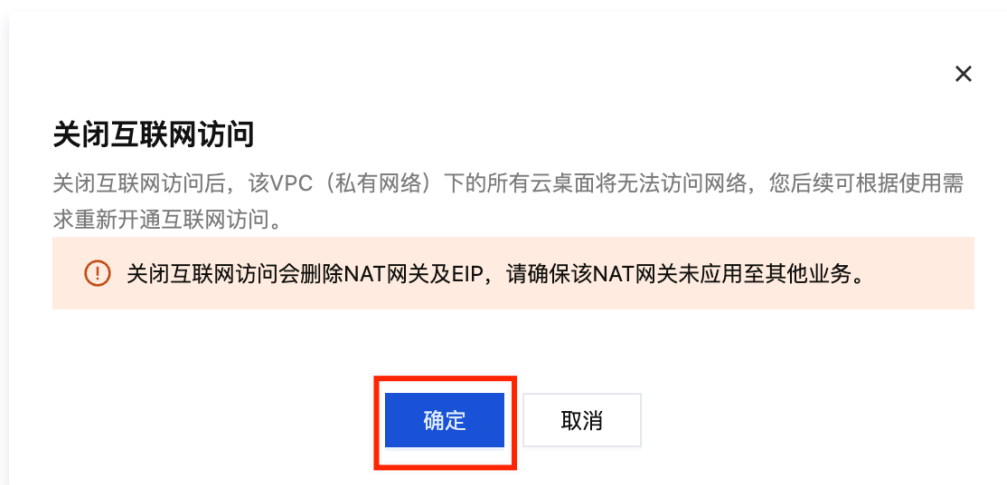 关闭互联网访问
关闭互联网访问后，该VPC（私有网络）下的所有云桌面将无法访问网络，您后续可根据使用需
求重新开通互联网访问。
关闭互联网访问会删除NAT网关及EIP，请确保该NAT网关未应用至其他业务。
确定
取消